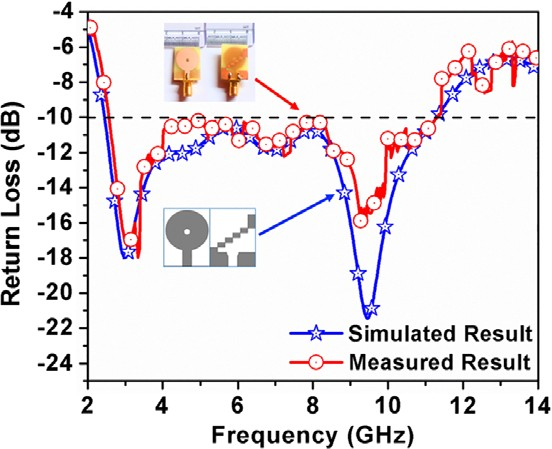 -4
-6
-8
-10
-12
-14
-16
-18
-20
-22
-24
Return Loss (dB)
Simulated Result
Measured Result
2 4 6 8 10 12 14
Frequency (GHz)